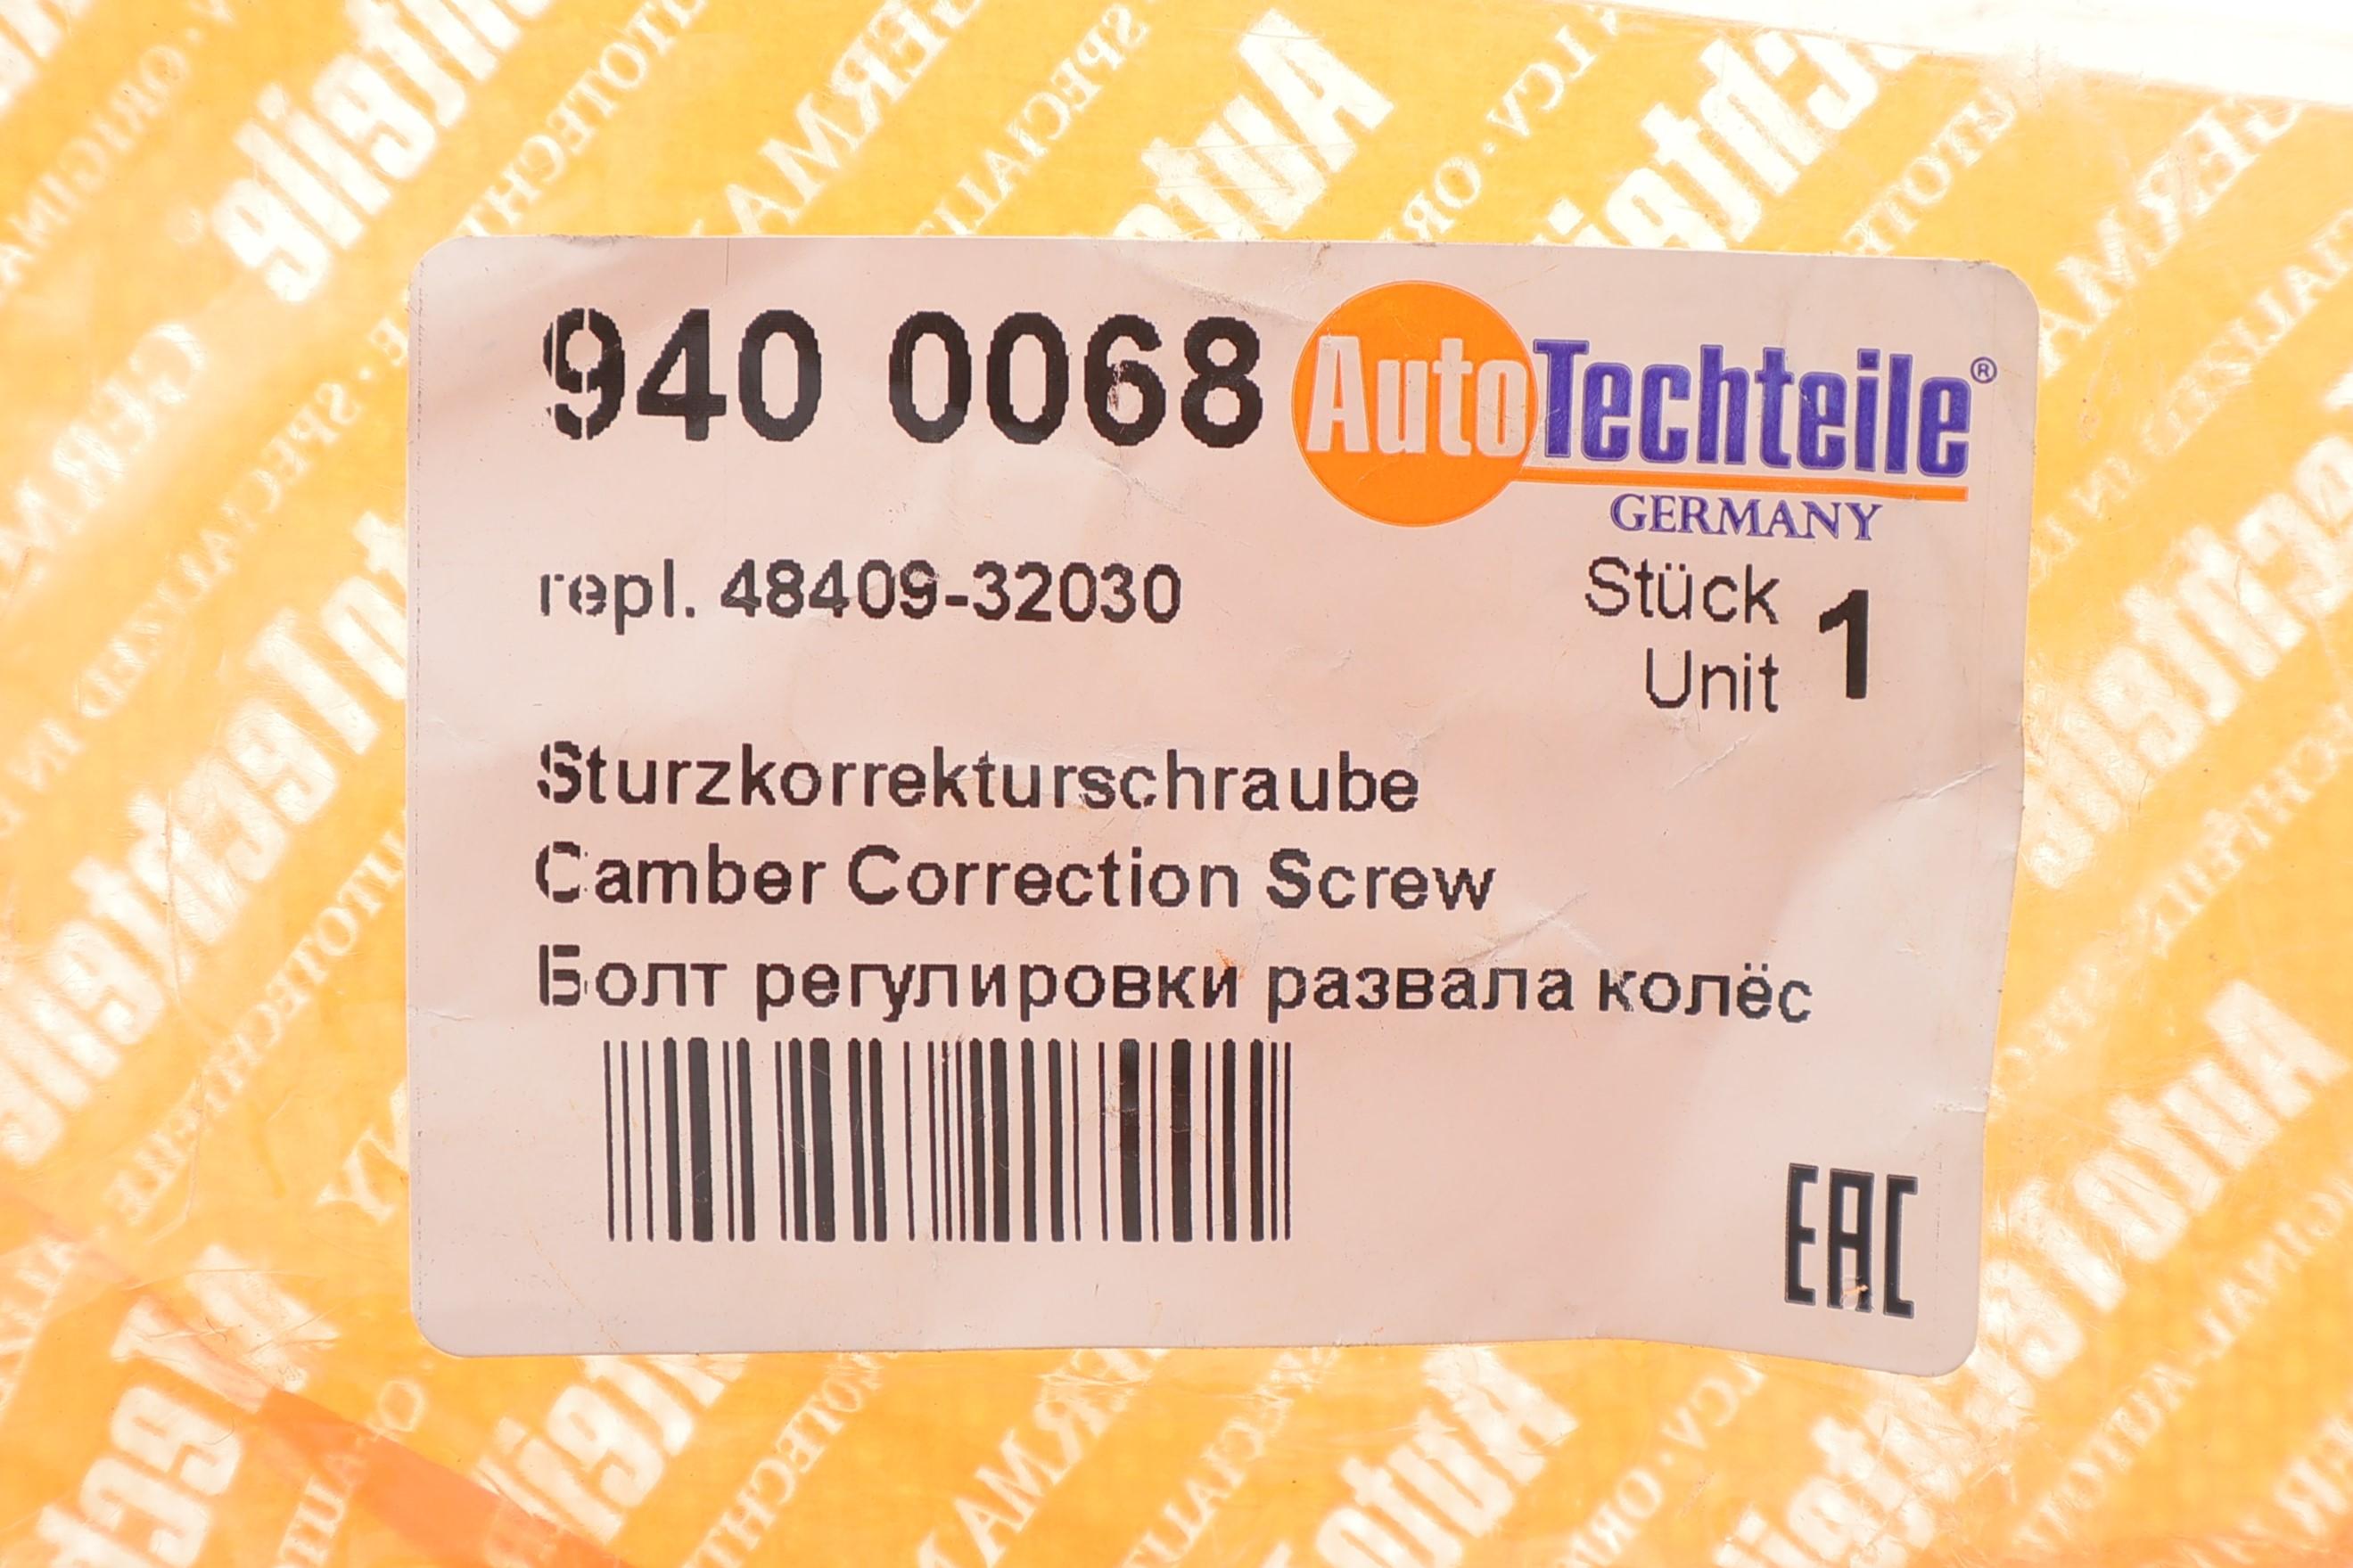 940 0068
AutoTechteile®
GERMANY
repl. 48409-32030
Stück
Unit
1
Sturzkorrekturschraube
Camber Correction Screw
Болт регулировки развала колёс
EAC